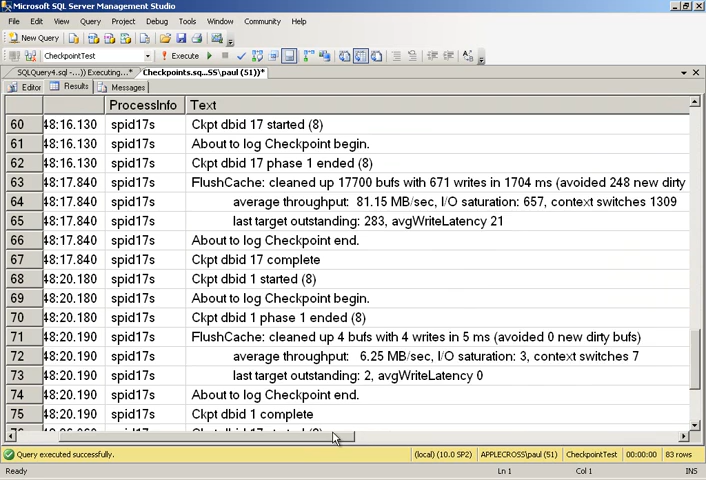 Microsoft SQL Server Management Studio
File Edit View Query Project Debug Tools Window Community Help
New Query
CheckpointTest Execute
SQLQuery4.sql -...)) Executing...* Checkpoints.sq...SS\paul (51))*
Editor Results Messages
ProcessInfo Text
60 48:16.130 spid17s Ckpt dbid 17 started (8)
61 48:16.130 spid17s About to log Checkpoint begin.
62 48:16.130 spid17s Ckpt dbid 17 phase 1 ended (8)
63 48:17.840 spid17s FlushCache: cleaned up 17700 bufs with 671 writes in 1704 ms (avoided 248 new dirty
64 48:17.840 spid17s average throughput: 81.15 MB/sec, I/O saturation: 657, context switches 1309
65 48:17.840 spid17s last target outstanding: 283, avgWriteLatency 21
66 48:17.840 spid17s About to log Checkpoint end.
67 48:17.840 spid17s Ckpt dbid 17 complete
68 48:20.180 spid17s Ckpt dbid 1 started (8)
69 48:20.180 spid17s About to log Checkpoint begin.
70 48:20.180 spid17s Ckpt dbid 1 phase 1 ended (8)
71 48:20.190 spid17s FlushCache: cleaned up 4 bufs with 4 writes in 5 ms (avoided 0 new dirty bufs)
72 48:20.190 spid17s average throughput: 6.25 MB/sec, I/O saturation: 3, context switches 7
73 48:20.190 spid17s last target outstanding: 2, avgWriteLatency 0
74 48:20.190 spid17s About to log Checkpoint end.
75 48:20.190 spid17s Ckpt dbid 1 complete
Query executed successfully. (local) (10.0 SP2) APPLECROSS\paul (51) CheckpointTest 00:00:00 83 rows
Ready Ln 1 Col 1 INS